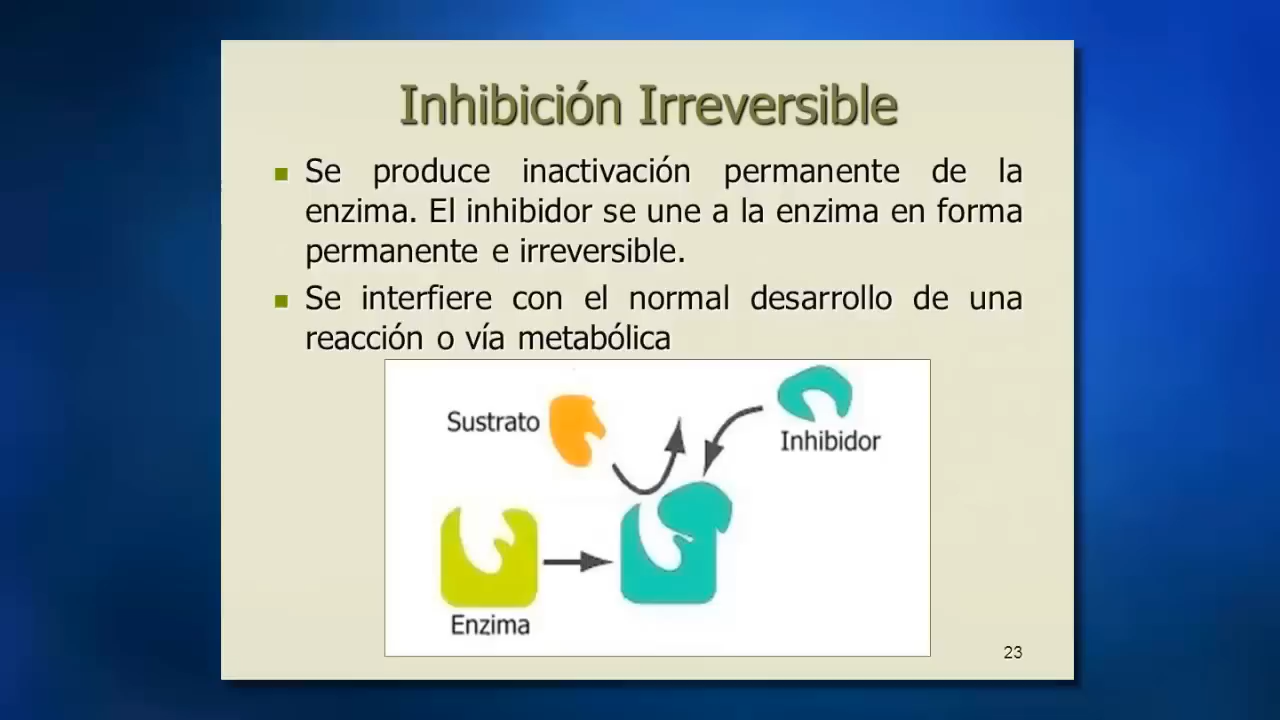 Inhibición Irreversible
Se produce inactivación permanente de la
enzima. El inhibidor se une a la enzima en forma
permanente e irreversible.
Se interfiere con el normal desarrollo de una
reacción o vía metabólica
Sustrato
Inhibidor
Enzima
23